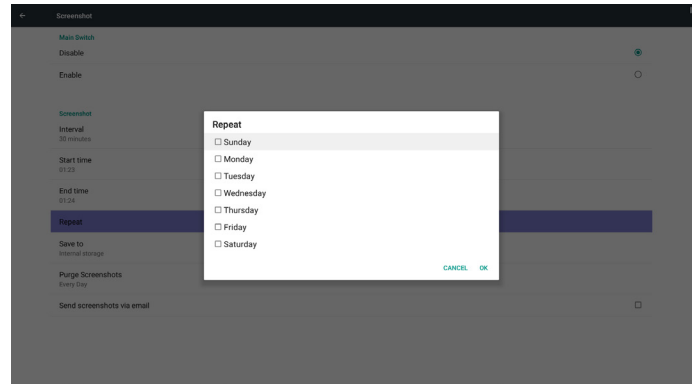 Screenshot
Main Switch
Disable
Enable
Screenshot
Interval
30 minutes
Start time
01:23
End time
01:24
Repeat
Save to
Internal storage
Purge Screenshots
Every Day
Send screenshots via email
Repeat
Sunday
Monday
Tuesday
Wednesday
Thursday
Friday
Saturday
CANCEL OK